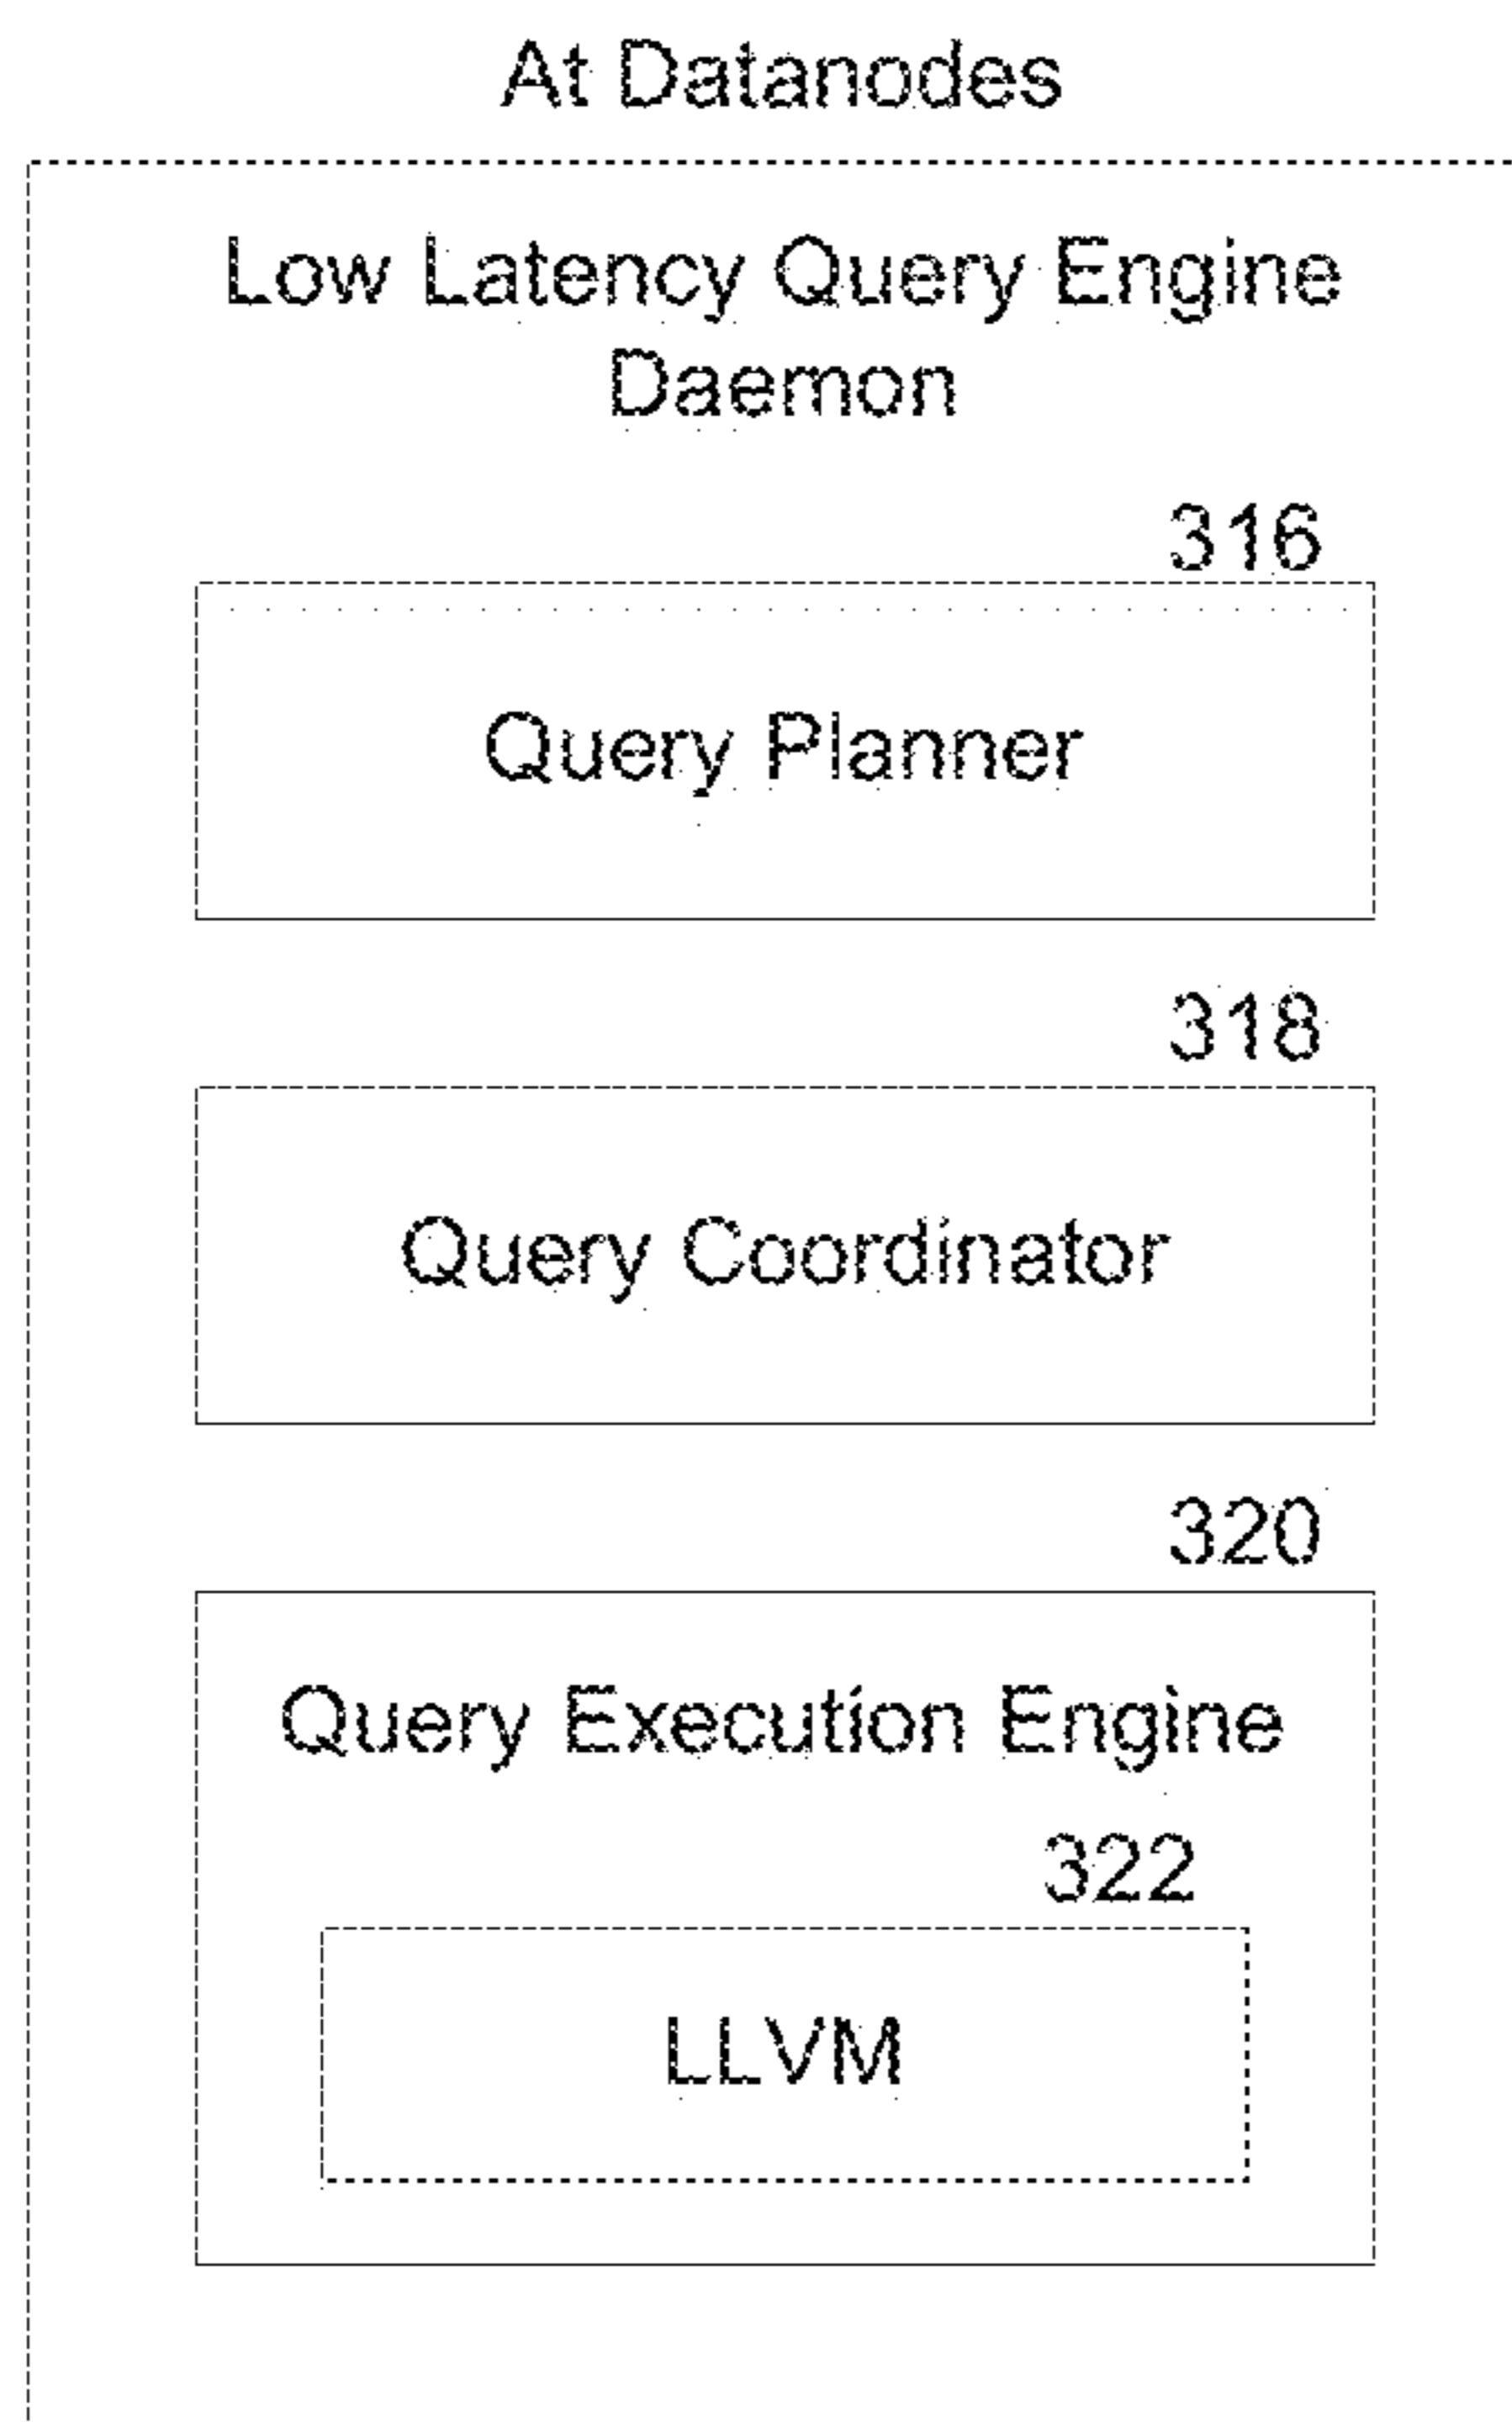 At Datanodes
Low Latency Query Engine
Daemon
316
Query Planner
318
Query Coordinator
320
Query Execution Engine
322
LLVM